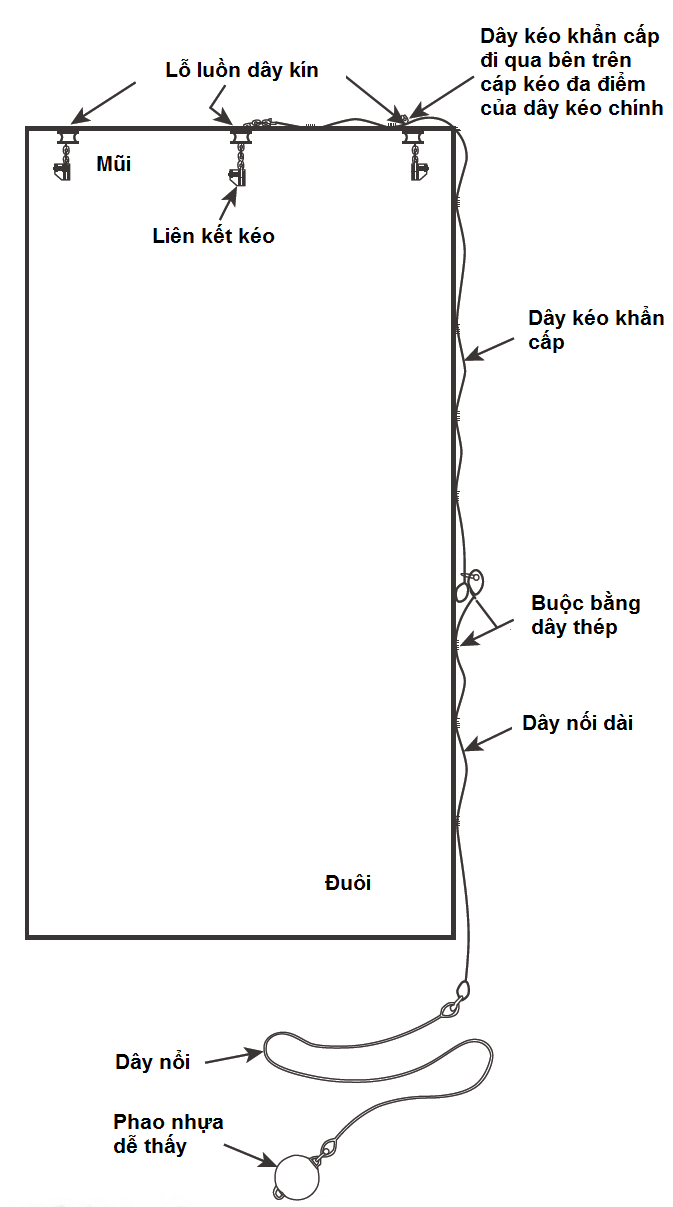 Dây kéo khẩn cấp
đi qua bên trên
cáp kéo đa điểm
của dây kéo chính
Lỗ luồn dây kín
Mũi
Liên kết kéo
Dây kéo khẩn
cấp
Buộc bằng
dây thép
Dây nối dài
Đuôi
Dây nổi
Phao nhựa
dễ thấy